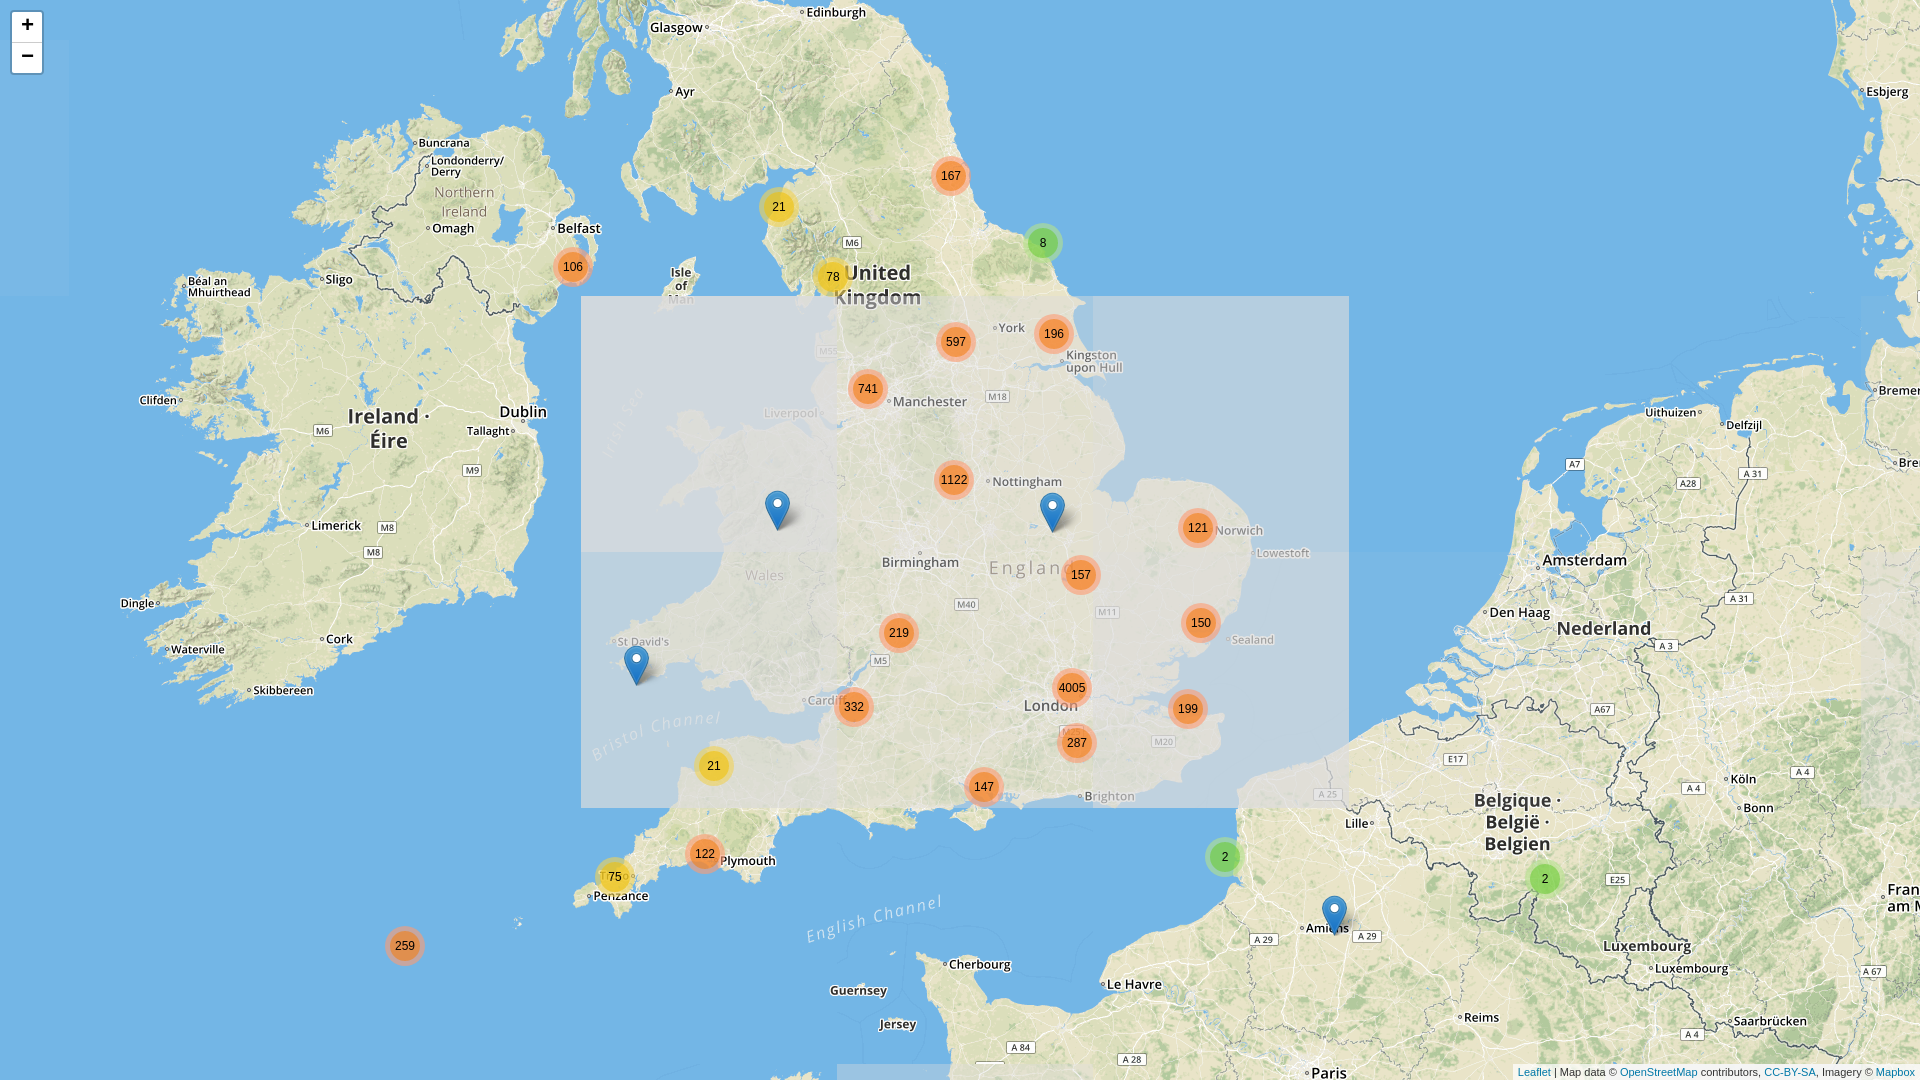 +
−
Edinburgh
Glasgow
Ayr
Esbjerg
Buncrana
Londonderry/
Derry
Northern
Ireland
Omagh
Belfast
167
21
M6
8
106
78
United
Kingdom
Isle
of
Man
Sligo
Béal an
Mhuirthead
York
196
597
Kingston
upon Hull
M55
741
Manchester
M18
Liverpool
Clifden
Ireland ·
Éire
Dublin
Tallaght
M6
M9
Uithuizen
Delfzijl
A7
A 31
A28
1122
Nottingham
121
Norwich
Lowestoft
Limerick
M8
M8
Birmingham
157
Wales
Amsterdam
A 31
Dingle
M40
M11
Den Haag
Nederland
150
Sealand
219
St David's
Cork
Waterville
A 3
M5
Skibbereen
4005
London
Cardiff
332
199
A67
Bristol Channel
287
M20
E17
21
147
Brighton
A 25
A 4
Köln
A 4
Bonn
Belgique ·
België ·
Belgien
Lille
122
Plymouth
2
75
Penzance
2
E25
English Channel
259
A 29
A 29
Luxembourg
Luxembourg
A 67
Cherbourg
Le Havre
Guernsey
Jersey
Reims
Saarbrücken
A 84
A 28
A 4
Paris
Leaflet | Map data © OpenStreetMap contributors, CC-BY-SA, Imagery © Mapbox